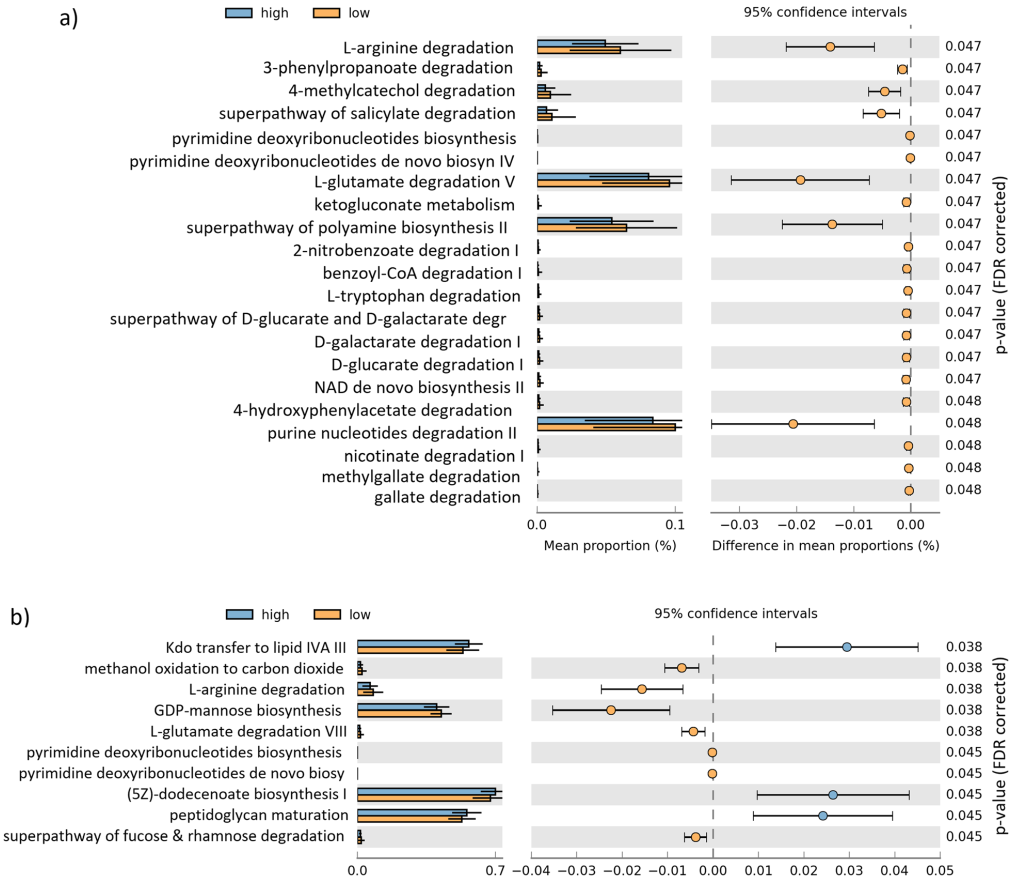 a)
high low 95% confidence intervals
L-arginine degradation 0.047
3-phenylpropanoate degradation 0.047
4-methylcatechol degradation 0.047
superpathway of salicylate degradation 0.047
pyrimidine deoxyribonucleotides biosynthesis 0.047
pyrimidine deoxyribonucleotides de novo biosyn IV 0.047
L-glutamate degradation V 0.047
ketogluconate metabolism 0.047
superpathway of polyamine biosynthesis II 0.047
2-nitrobenzoate degradation I 0.047
benzoyl-CoA degradation I 0.047
L-tryptophan degradation 0.047
superpathway of D-glucarate and D-galactarate degr 0.047
D-galactarate degradation I 0.047
D-glucarate degradation I 0.047
NAD de novo biosynthesis II 0.047
4-hydroxyphenylacetate degradation 0.048
purine nucleotides degradation II 0.048
nicotinate degradation I 0.048
methylgallate degradation 0.048
gallate degradation 0.048
p-value (FDR corrected)
0.0 0.1 −0.03 −0.02 −0.01 0.00
Mean proportion (%) Difference in mean proportions (%)
b)
high low 95% confidence intervals
Kdo transfer to lipid IVA III 0.038
methanol oxidation to carbon dioxide 0.038
L-arginine degradation 0.038
GDP-mannose biosynthesis 0.038
L-glutamate degradation VIII 0.038
pyrimidine deoxyribonucleotides biosynthesis 0.045
pyrimidine deoxyribonucleotides de novo biosy 0.045
(5Z)-dodecenoate biosynthesis I 0.045
peptidoglycan maturation 0.045
superpathway of fucose & rhamnose degradation 0.045
p-value (FDR corrected)
0.0 0.7 −0.04 −0.03 −0.02 −0.01 0.00 0.01 0.02 0.03 0.04 0.05